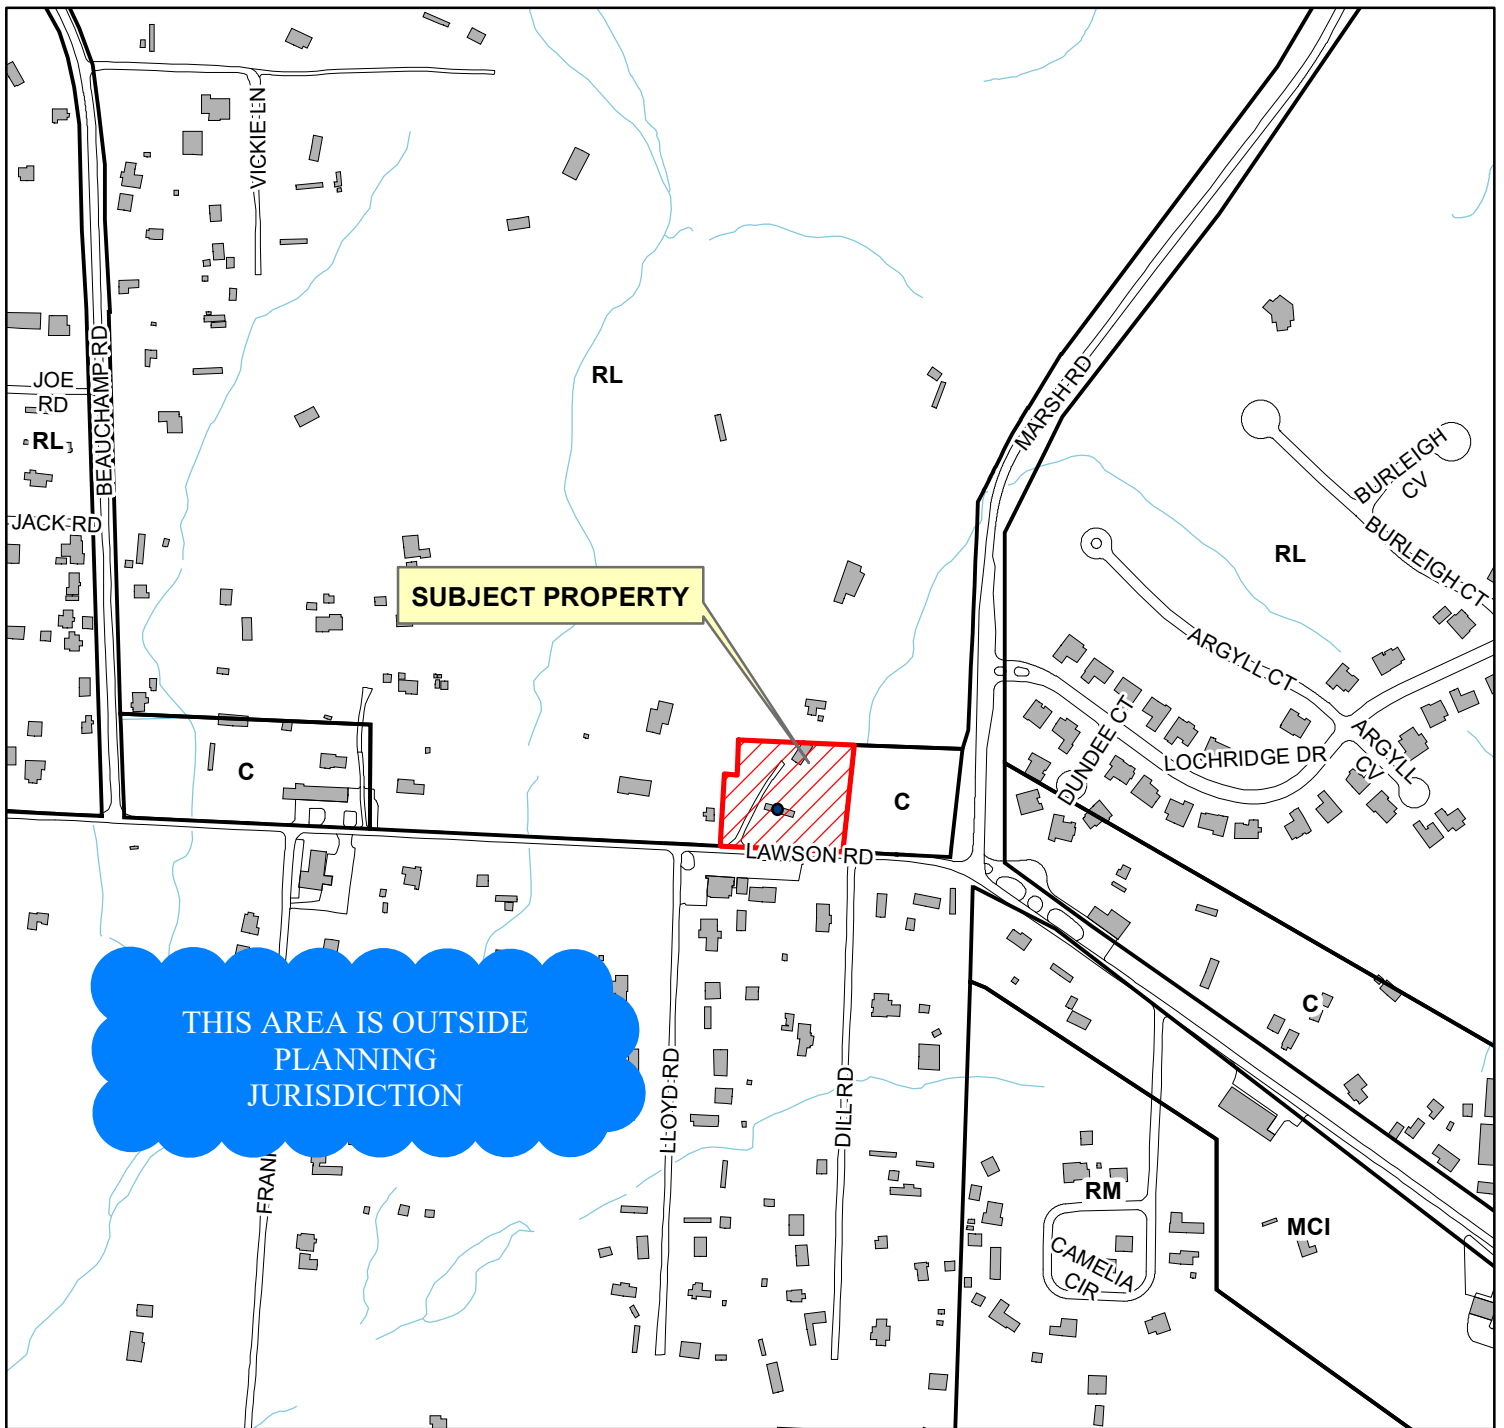 VICKIE LN
BEAUCHAMP RD
JOE
RD
RL
JACK RD
RL
MARSH RD
BURLEIGH
CV
BURLEIGH CT
RL
ARGYLL CT
ARGYLL
CV
DUNDEE CT
LOCHRIDGE DR
SUBJECT PROPERTY
C
C
LAWSON RD
THIS AREA IS OUTSIDE
PLANNING
JURISDICTION
LLOYD RD
DILL RD
C
RM
MCI
CAMELIA
CIR